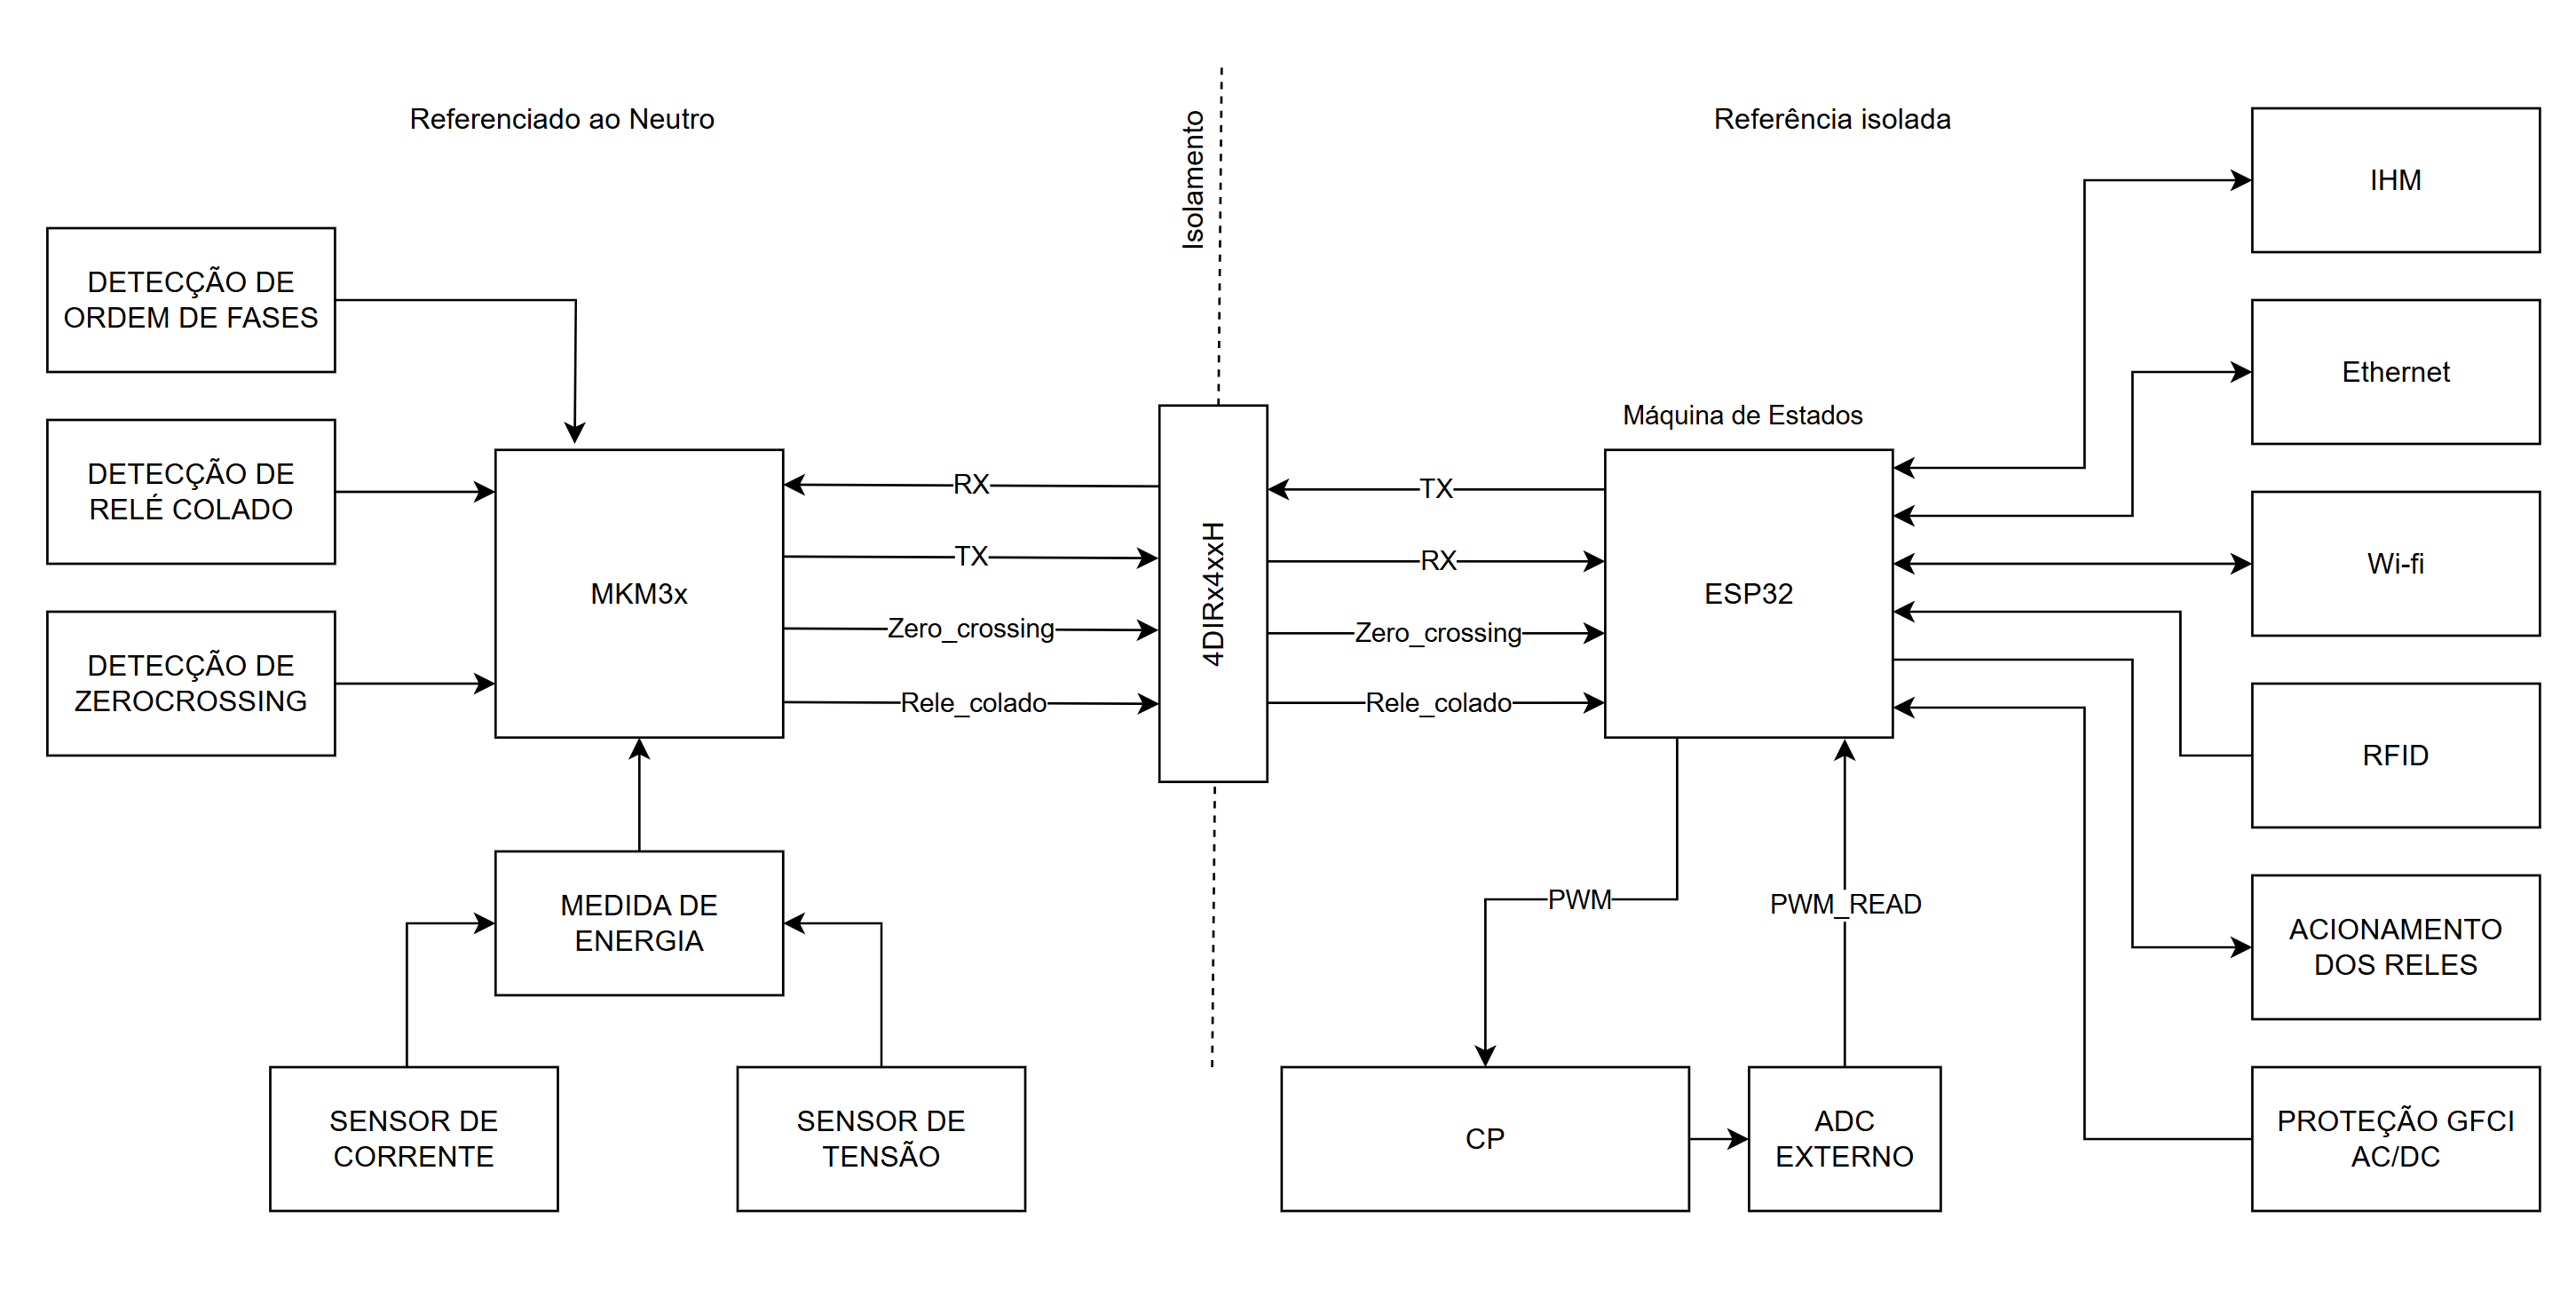 Referenciado ao Neutro
Isolamento
Referência isolada
DETECÇÃO DE
ORDEM DE FASES
DETECÇÃO DE
RELÉ COLADO
DETECÇÃO DE
ZEROCROSSING
MKM3x
RX
TX
Zero_crossing
Rele_colado
4DIRx4xxH
TX
RX
Zero_crossing
Rele_colado
Máquina de Estados
ESP32
IHM
Ethernet
Wi-fi
RFID
ACIONAMENTO
DOS RELES
PROTEÇÃO GFCI
AC/DC
MEDIDA DE
ENERGIA
SENSOR DE
CORRENTE
SENSOR DE
TENSÃO
PWM
PWM_READ
CP
ADC
EXTERNO